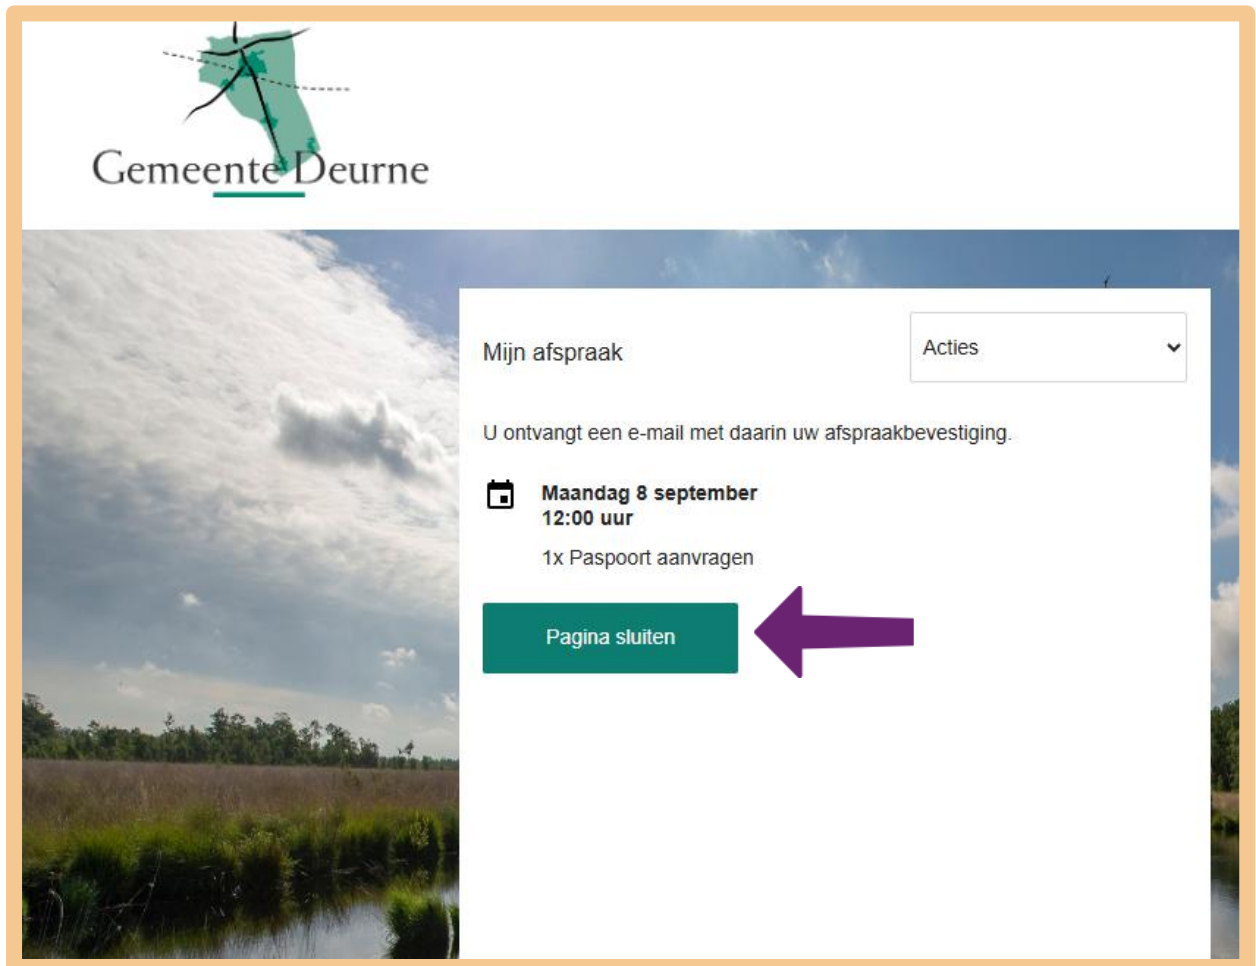 Gemeente Deurne
Mijn afspraak
Acties
U ontvangt een e-mail met daarin uw afspraakbevestiging.
Maandag 8 september
12:00 uur
1x Paspoort aanvragen
Pagina sluiten